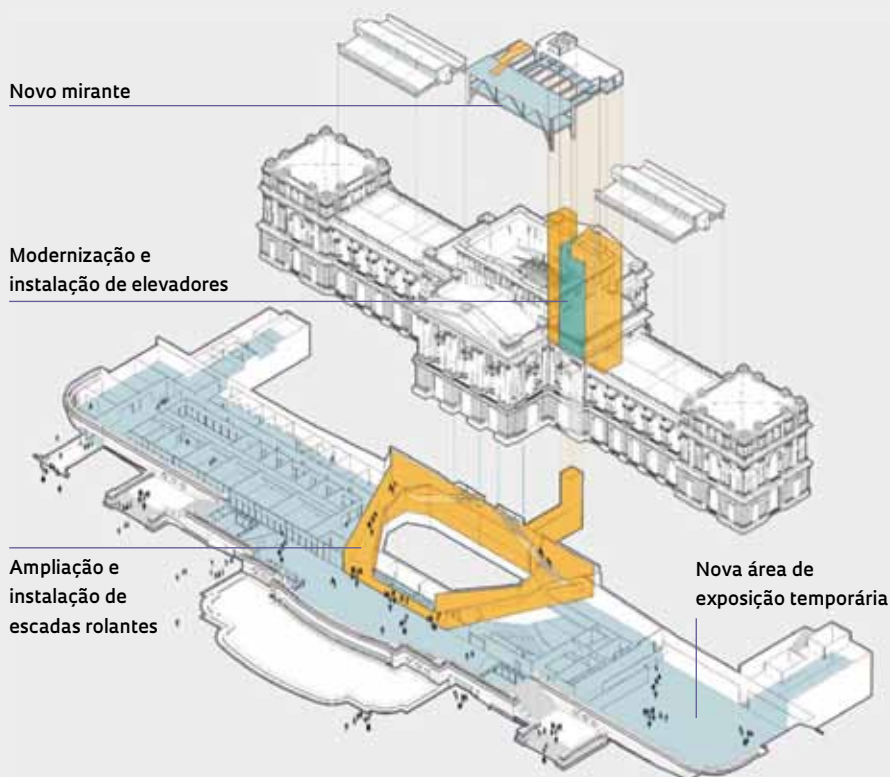 Novo mirante
Modernização e
instalação de elevadores
Ampliação e
instalação de
escadas rolantes
Nova área de
exposição temporária